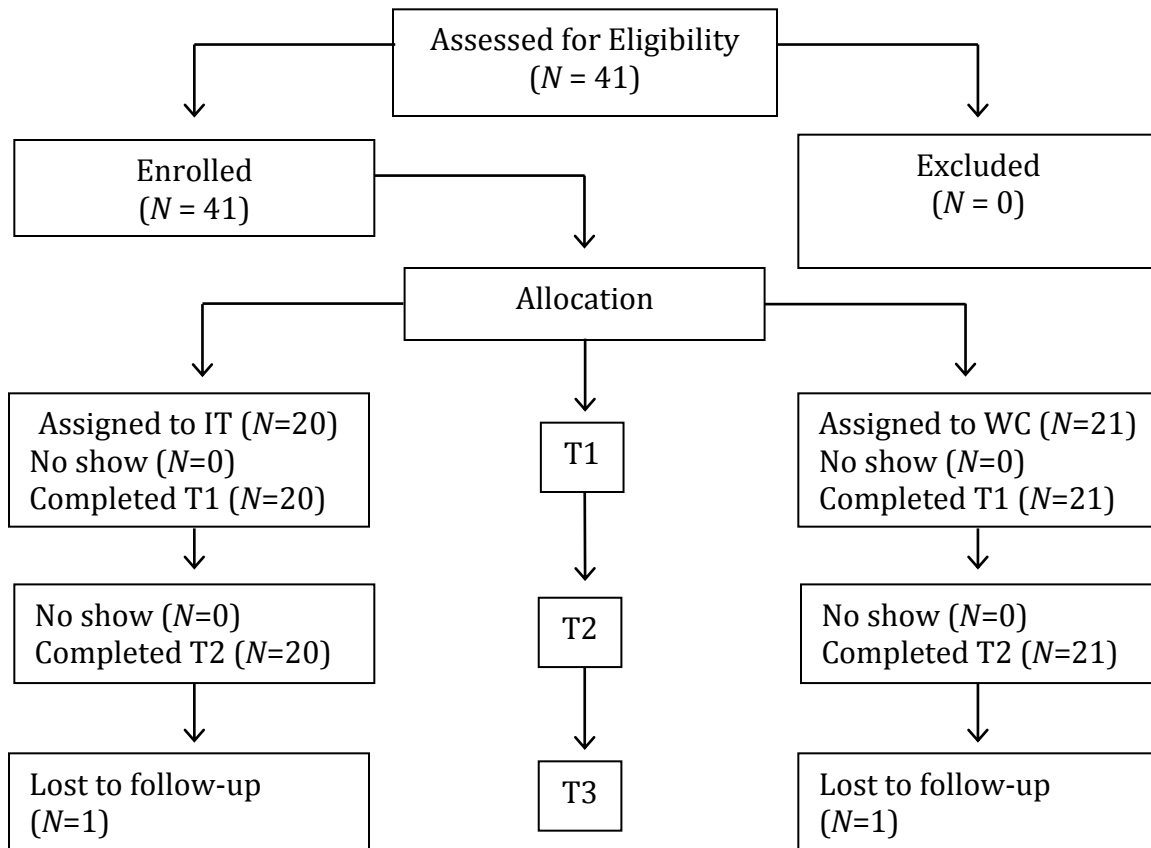 Assessed for Eligibility
(N = 41)
Enrolled
(N = 41)
Excluded
(N = 0)
Allocation
Assigned to IT (N=20)
No show (N=0)
Completed T1 (N=20)
T1
Assigned to WC (N=21)
No show (N=0)
Completed T1 (N=21)
No show (N=0)
Completed T2 (N=20)
T2
No show (N=0)
Completed T2 (N=21)
Lost to follow-up
(N=1)
T3
Lost to follow-up
(N=1)